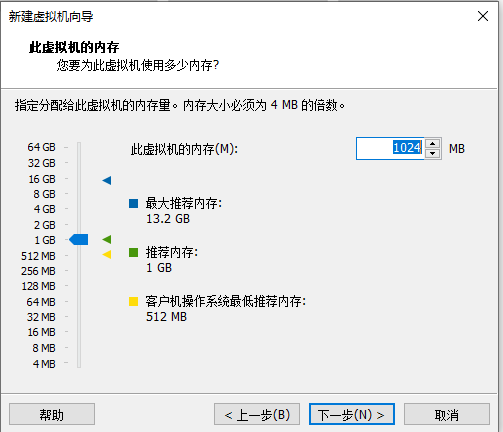 新建虚拟机向导
此虚拟机的内存
您要为此虚拟机使用多少内存?
指定分配给此虚拟机的内存量。内存大小必须为 4 MB 的倍数。
64 GB
32 GB
16 GB
8 GB
4 GB
2 GB
1 GB
512 MB
256 MB
128 MB
64 MB
32 MB
16 MB
8 MB
4 MB
此虚拟机的内存(M): 1024 MB
最大推荐内存:
13.2 GB
推荐内存:
1 GB
客户机操作系统最低推荐内存:
512 MB
帮助 < 上一步(B) 下一步(N) > 取消